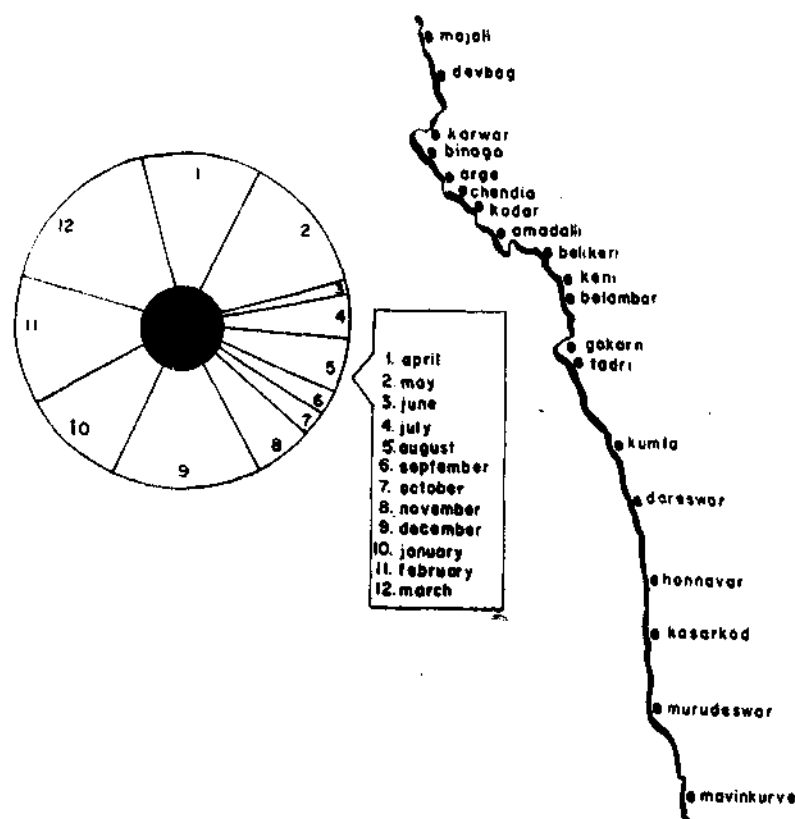 majali
devbag
karwar
binaga
arge
chendia
kodar
amadalli
belikeri
keni
belambar
gokarn
tadri
kumta
dareswar
honnavar
kasarkod
murudeswar
mavinkurve
1
2
3
4
5
6
7
8
9
10
11
12
1. april
2. may
3. june
4. july
5. august
6. september
7. october
8. november
9. december
10. january
11. february
12. march